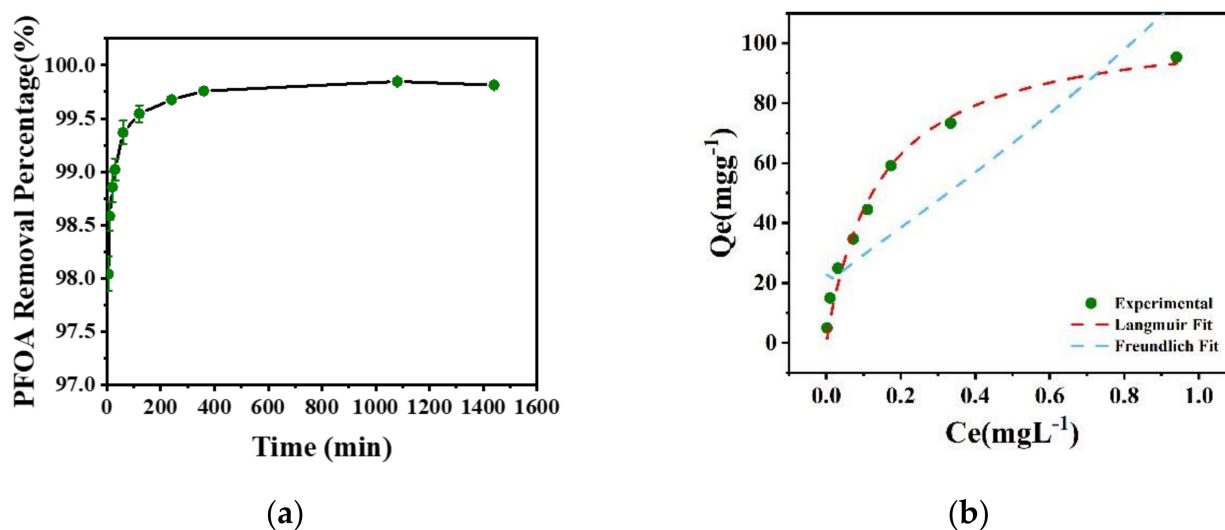 PFOA Removal Percentage(%)
100.0
99.5
99.0
98.5
98.0
97.5
97.0
0 200 400 600 800 1000 1200 1400 1600
Time (min)
(a)
Qe(mgg⁻¹)
100
80
60
40
20
0
Experimental
Langmuir Fit
Freundlich Fit
0.0 0.2 0.4 0.6 0.8 1.0
Ce(mgL⁻¹)
(b)